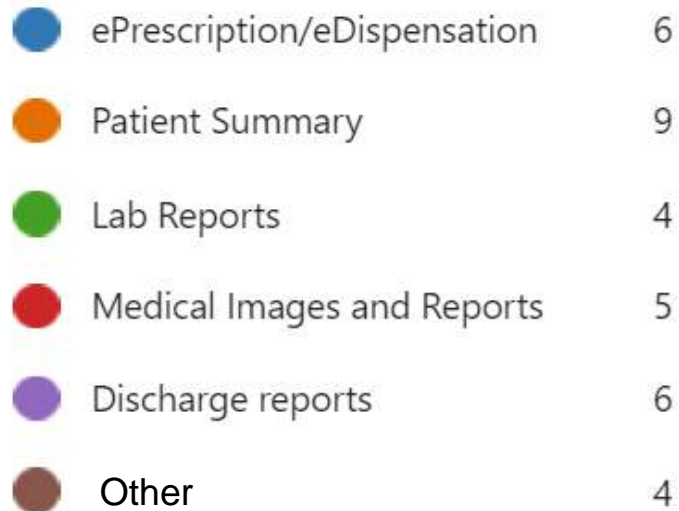 ePrescription/eDispensation 6
Patient Summary 9
Lab Reports 4
Medical Images and Reports 5
Discharge reports 6
Other 4